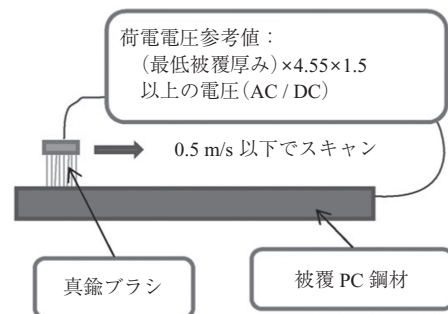 荷電電圧参考値：
(最低被覆厚み)×4.55×1.5
以上の電圧(AC / DC)
0.5 m/s 以下でスキャン
真鍮ブラシ
被覆 PC 鋼材